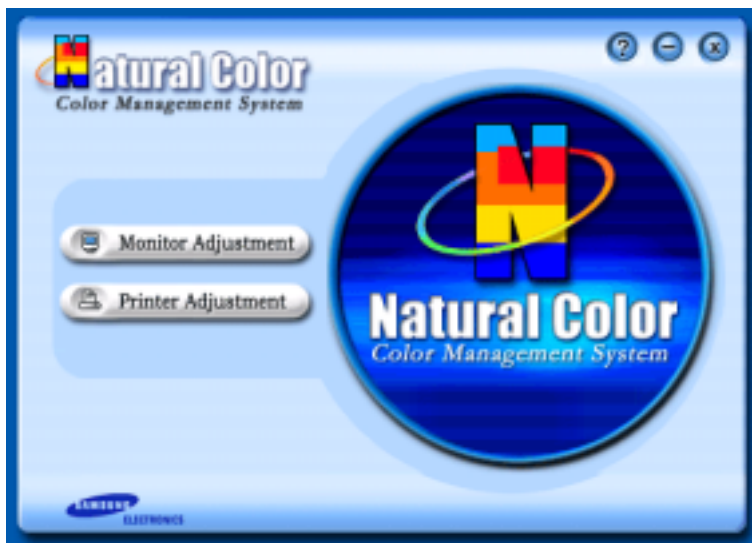 Natural Color
Color Management System
? - x
Monitor Adjustment
Printer Adjustment
N
Natural Color
Color Management System
SAMSUNG
ELECTRONICS